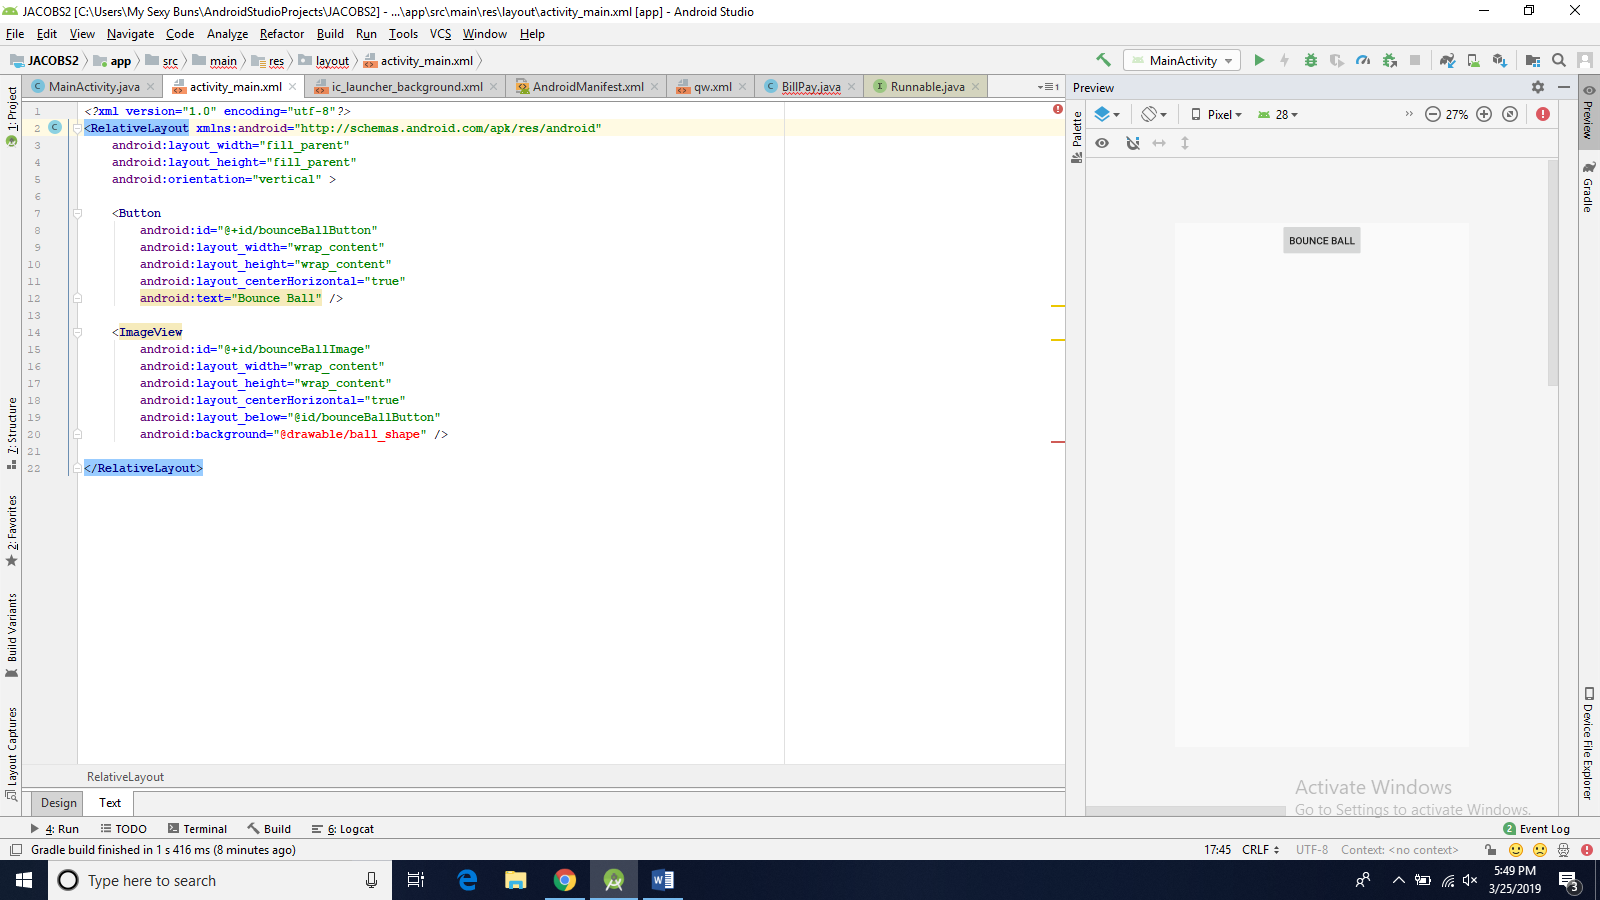 JACOBS2 [C:\Users\My Sexy Buns\AndroidStudioProjects\JACOBS2] - ...\app\src\main\res\layout\activity_main.xml [app] - Android Studio
File Edit View Navigate Code Analyze Refactor Build Run Tools VCS Window Help
JACOBS2 app src main res layout activity_main.xml MainActivity
MainActivity.java activity_main.xml ic_launcher_background.xml AndroidManifest.xml qw.xml BillPay.java Runnable.java 1
Preview
Pixel 28 27%
1: Project
7: Structure
2: Favorites
Build Variants
Layout Captures
1 <?xml version="1.0" encoding="utf-8"?>
2 <RelativeLayout xmlns:android="http://schemas.android.com/apk/res/android"
3 android:layout_width="fill_parent"
4 android:layout_height="fill_parent"
5 android:orientation="vertical" >
6
7 <Button
8 android:id="@+id/bounceBallButton"
9 android:layout_width="wrap_content"
10 android:layout_height="wrap_content"
11 android:layout_centerHorizontal="true"
12 android:text="Bounce Ball" />
13
14 <ImageView
15 android:id="@+id/bounceBallImage"
16 android:layout_width="wrap_content"
17 android:layout_height="wrap_content"
18 android:layout_centerHorizontal="true"
19 android:layout_below="@id/bounceBallButton"
20 android:background="@drawable/ball_shape" />
21
22 </RelativeLayout>
RelativeLayout
Design Text
Palette
BOUNCE BALL
Preview
Gradle
Device File Explorer
Activate Windows
Go to Settings to activate Windows.
4: Run TODO Terminal Build 6: Logcat 2 Event Log
Gradle build finished in 1 s 416 ms (8 minutes ago) 17:45 CRLF UTF-8 Context: <no context>
Type here to search
5:49 PM
3/25/2019
3